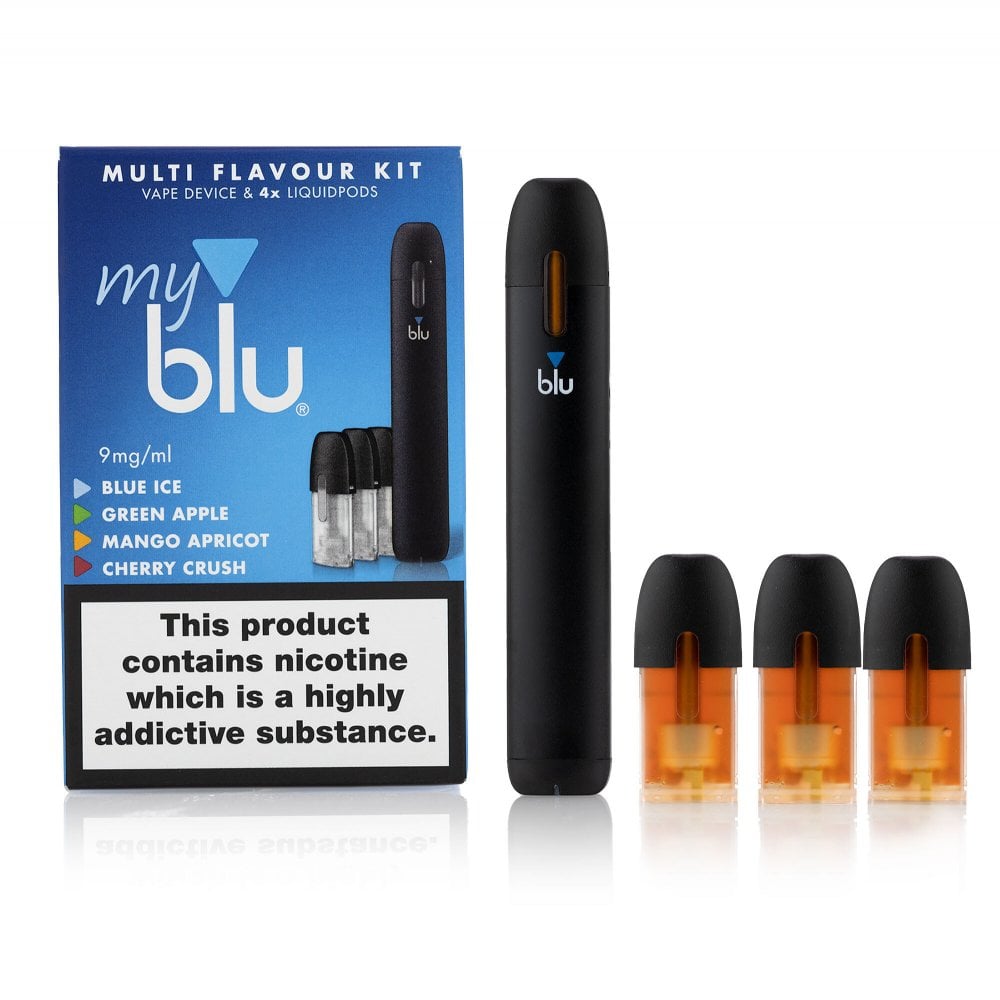 MULTI FLAVOUR KIT
VAPE DEVICE & 4x LIQUIDPODS
my
blu®
blu
9mg/ml
BLUE ICE
GREEN APPLE
MANGO APRICOT
CHERRY CRUSH
This product
contains nicotine
which is a highly
addictive substance.
blu